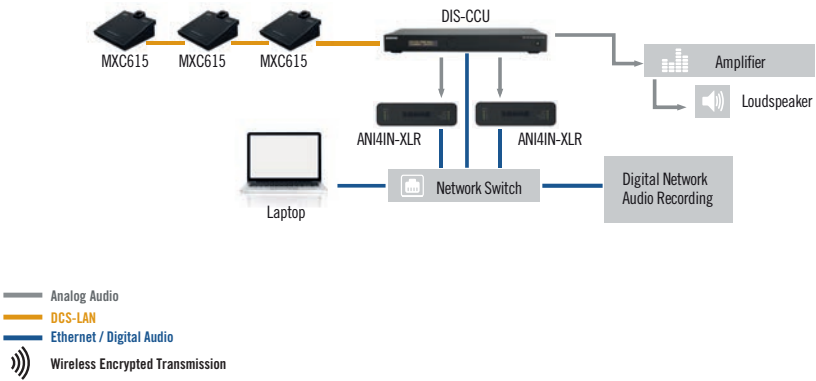 DIS-CCU
MXC615
MXC615
MXC615
Amplifier
Loudspeaker
ANI4IN-XLR
ANI4IN-XLR
Network Switch
Digital Network
Audio Recording
Laptop
Analog Audio
DCS-LAN
Ethernet / Digital Audio
Wireless Encrypted Transmission